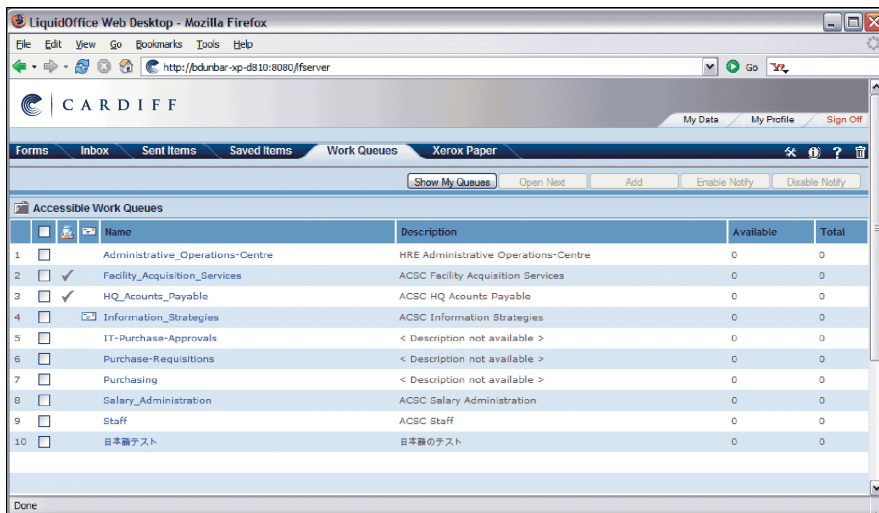 LiquidOffice Web Desktop - Mozilla Firefox
File Edit View Go Bookmarks Tools Help
http://bdunbar-xp-d810:8080/lfserver Go
CARDIFF
My Data My Profile Sign Off
Forms Inbox Sent Items Saved Items Work Queues Xerox Paper ?
Show My Queues Open Next Add Enable Notify Disable Notify
Accessible Work Queues
Name Description Available Total
1 Administrative_Operations-Centre HRE Administrative Operations-Centre 0 0
2 Facility_Acquisition_Services ACSC Facility Acquisition Services 0 0
3 HQ_Acounts_Payable ACSC HQ Acounts Payable 0 0
4 Information_Strategies ACSC Information Strategies 0 0
5 IT-Purchase-Approvals < Description not available > 0 0
6 Purchase-Requisitions < Description not available > 0 0
7 Purchasing < Description not available > 0 0
8 Salary_Administration ACSC Salary Administration 0 0
9 Staff ACSC Staff 0 0
10 日本語テスト 日本語のテスト 0 0
Done